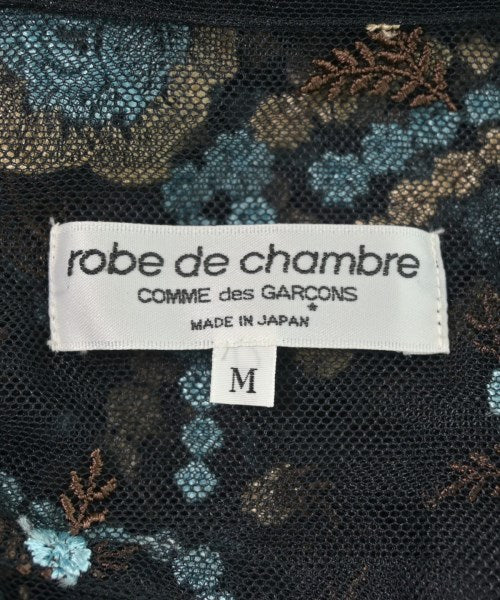 robe de chambre
COMME des GARÇONS
MADE IN JAPAN*
M